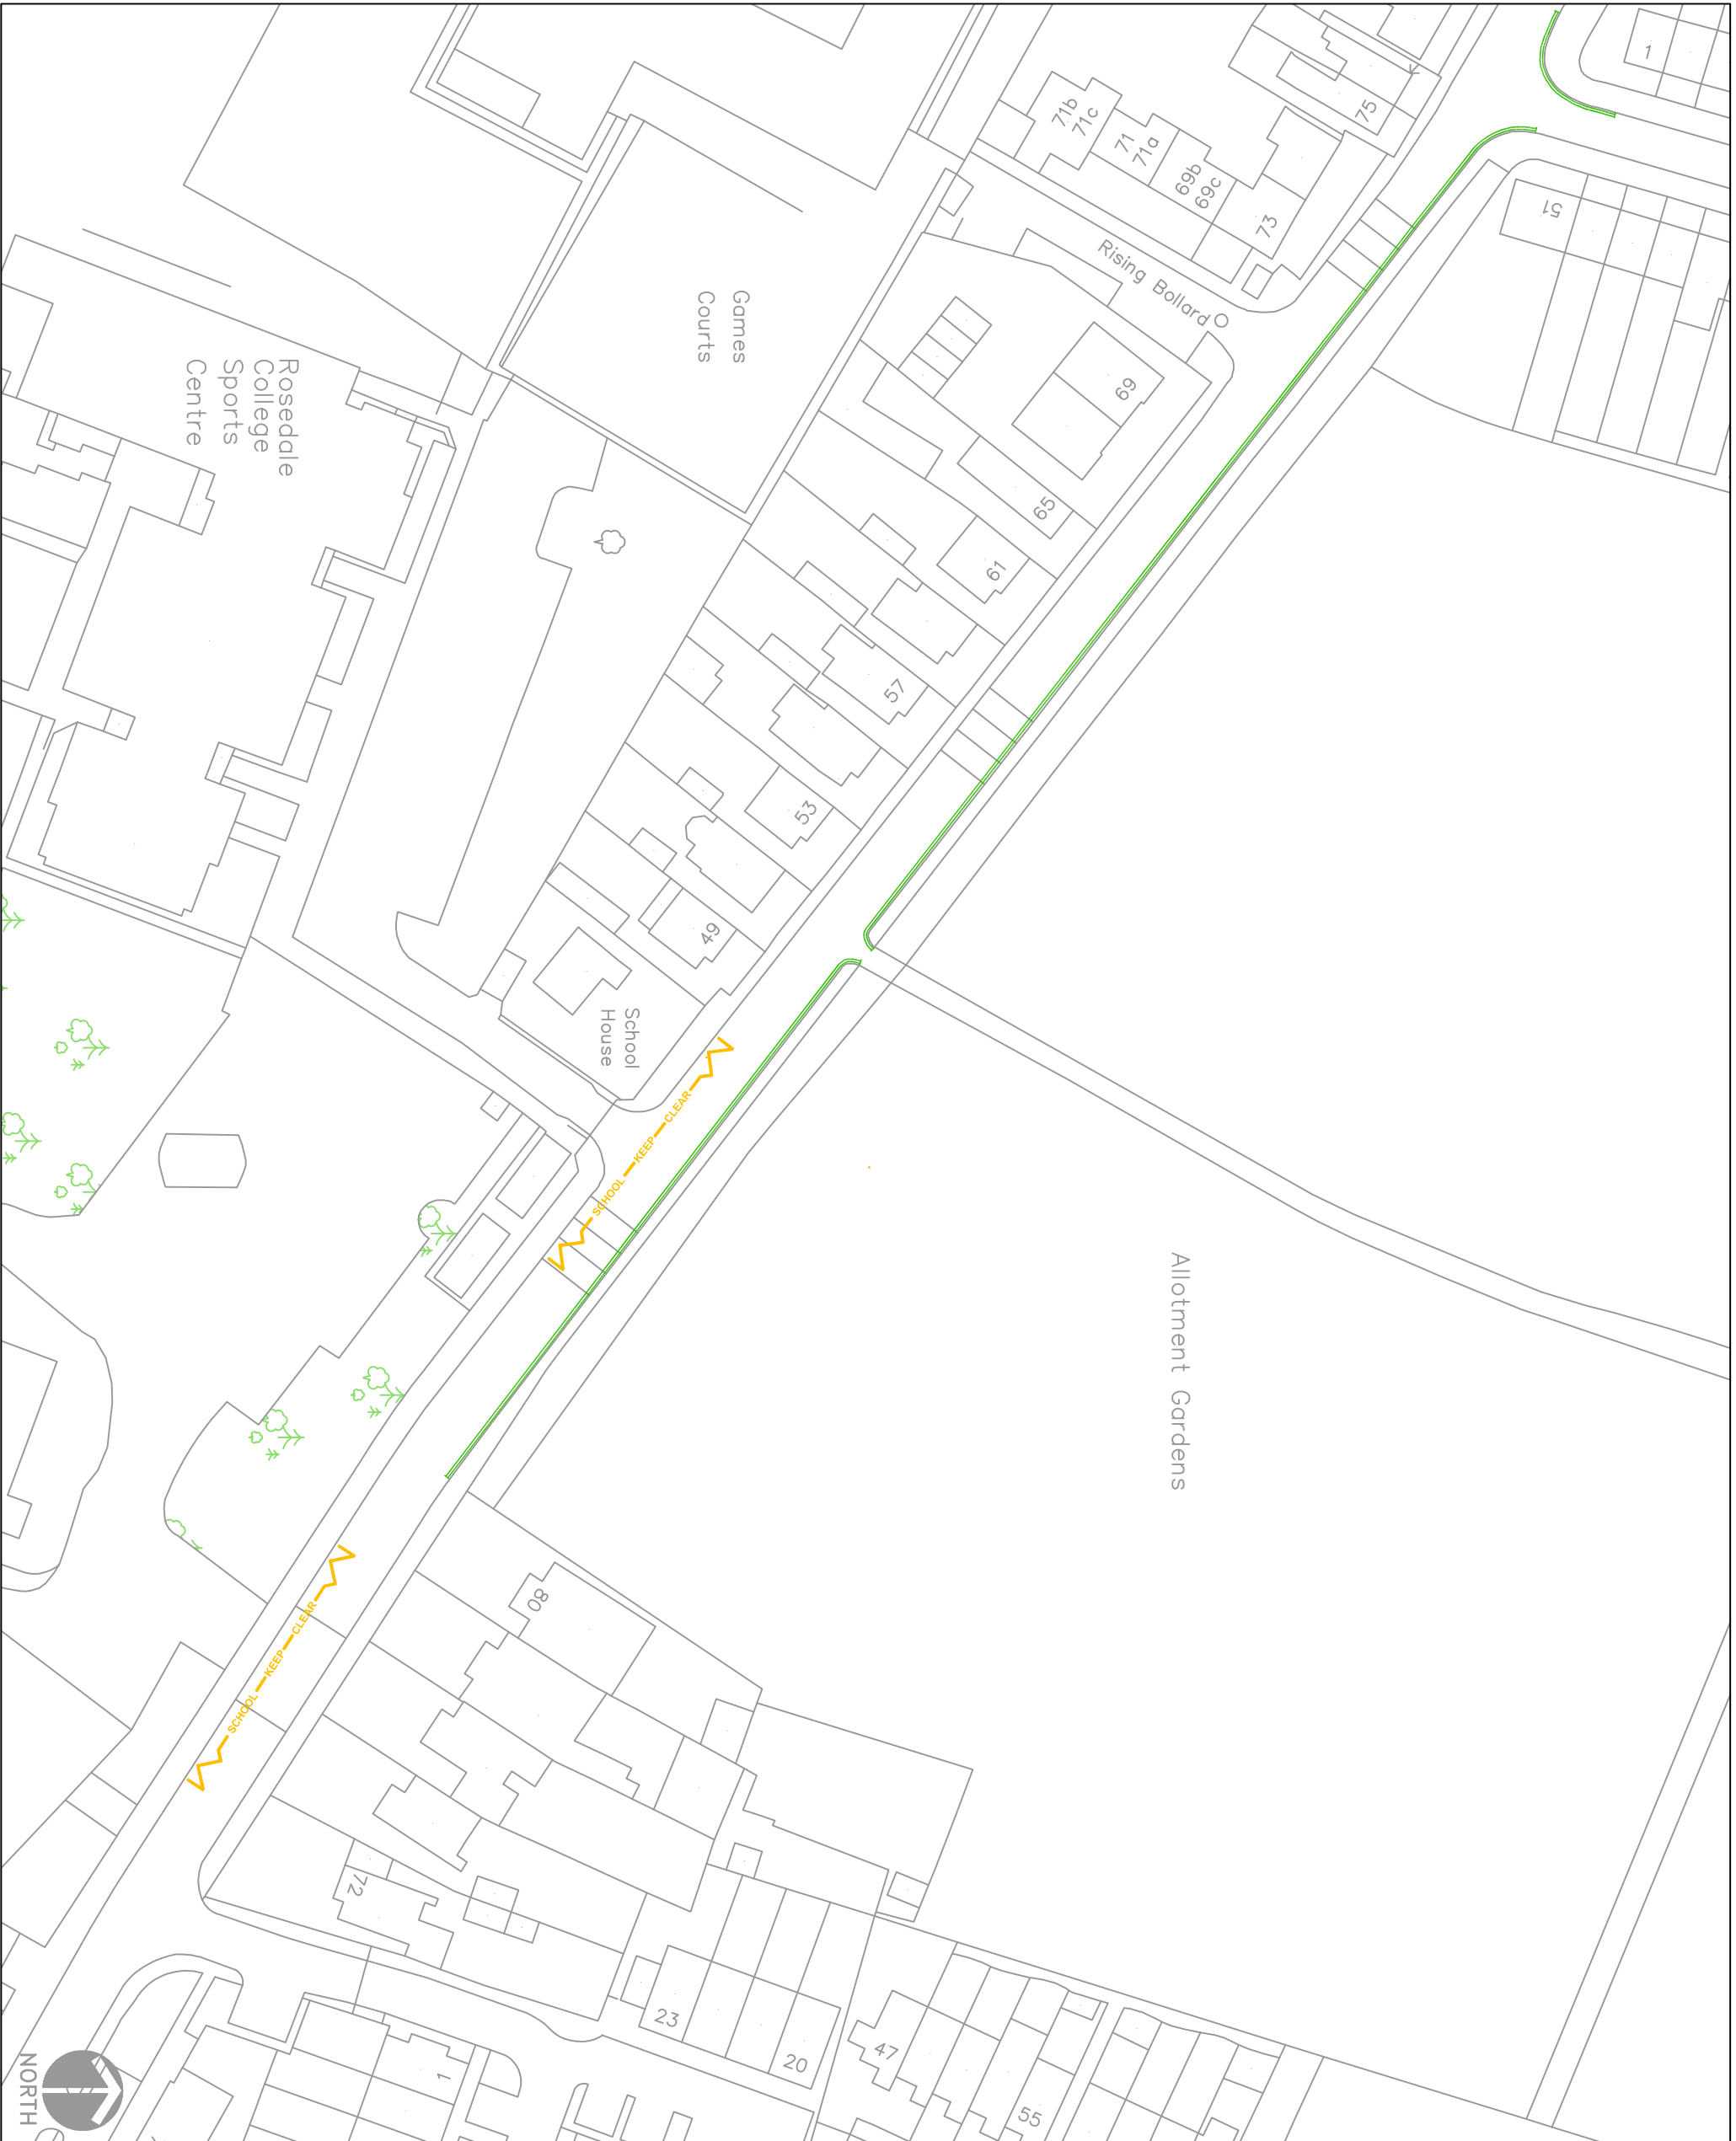 1
51
75
71b
71c
71
71a
69b
69c
73
Rising Bollard
69
65
61
57
53
49
Games
Courts
Rosedale
College
Sports
Centre
School
House
SCHOOL KEEP CLEAR
Allotment Gardens
SCHOOL KEEP CLEAR
80
72
23
20
47
55
1
NORTH